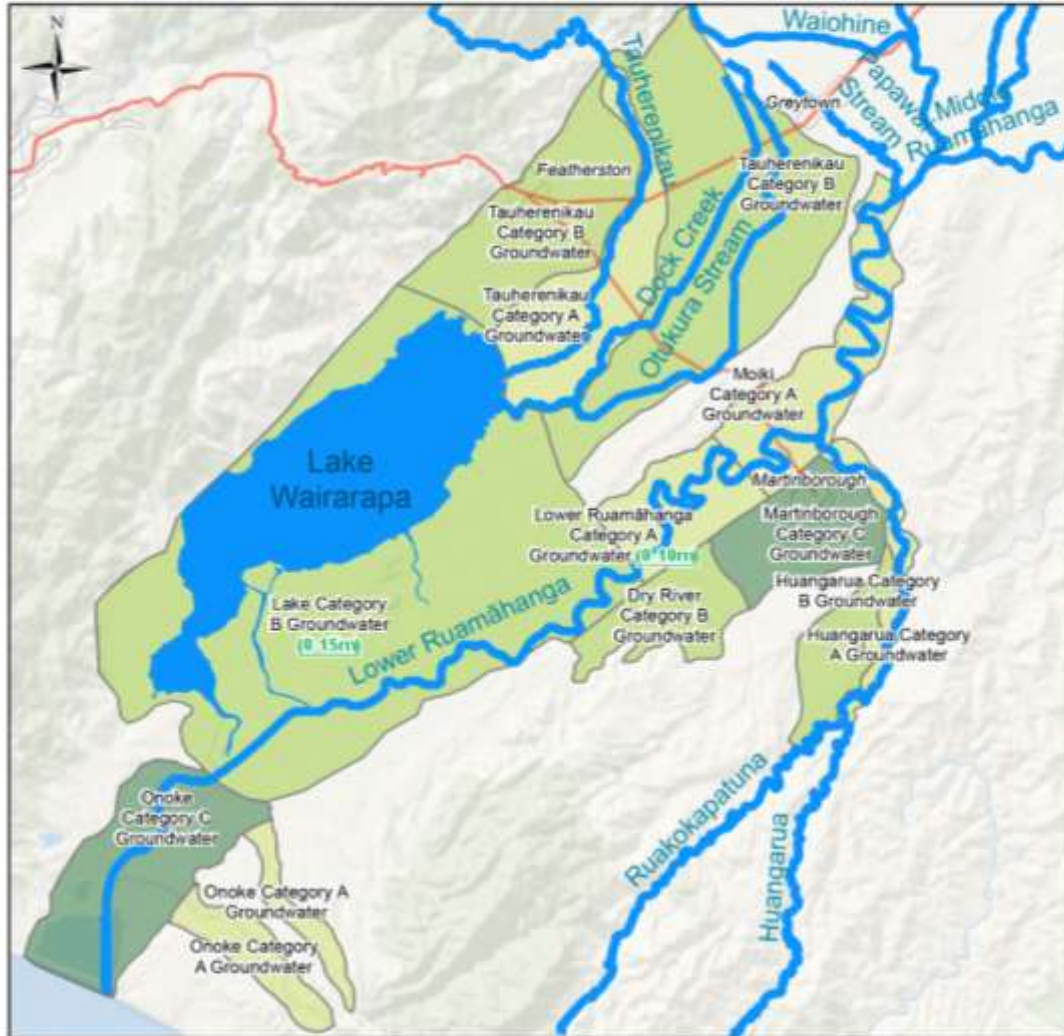 N
Waiohine
Papawai
Stream
Middle
Ruamāhanga
Greytown
Tauherenikau
Featherston
Tauherenikau
Category B
Groundwater
Tauherenikau
Category B
Groundwater
Dock Creek
Otukura Stream
Tauherenikau
Category A
Groundwater
Moiki
Category A
Groundwater
Lake
Wairarapa
Martinborough
Martinborough
Category C
Groundwater
Lower Ruamāhanga
Category A
Groundwater
Huangarua Category
B Groundwater
Dry River
Category B
Groundwater
Lake Category
B Groundwater
Lower Ruamāhanga
Huangarua Category
A Groundwater
Onoke
Category C
Groundwater
Ruakokapatuna
Huangarua
Onoke Category A
Groundwater
Onoke Category
A Groundwater